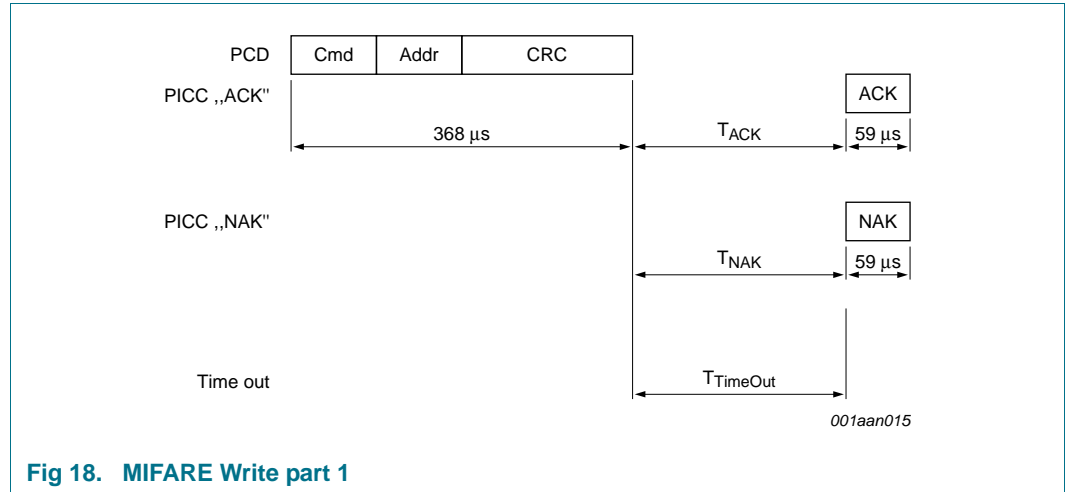 PCD Cmd Addr CRC
PICC ,,ACK" ACK
368 μs TACK 59 μs
PICC ,,NAK" NAK
TNAK 59 μs
Time out TTimeOut
001aan015
Fig 18. MIFARE Write part 1